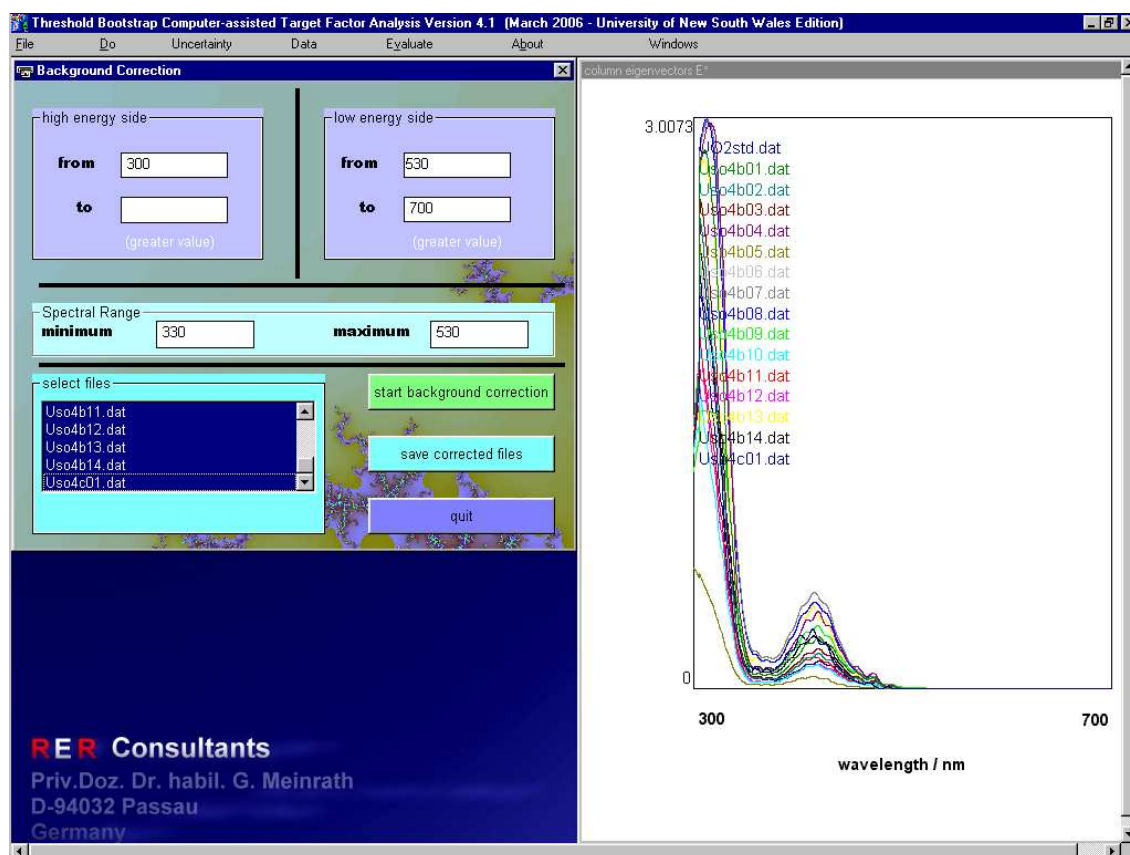 Threshold Bootstrap Computer-assisted Target Factor Analysis Version 4.1 (March 2006 - University of New South Wales Edition)
File Do Uncertainty Data Evaluate About Windows
Background Correction
high energy side
from 300
to
(greater value)
low energy side
from 530
to 700
(greater value)
Spectral Range
minimum 330 maximum 530
select files
Uso4b11.dat
Uso4b12.dat
Uso4b13.dat
Uso4b14.dat
Uso4c01.dat
start background correction
save corrected files
quit
RER Consultants
Priv.Doz. Dr. habil. G. Meinrath
D-94032 Passau
Germany
column eigenvectors E*
3.0073
UO2std.dat
Uso4b01.dat
Uso4b02.dat
Uso4b03.dat
Uso4b04.dat
Uso4b05.dat
Uso4b06.dat
Uso4b07.dat
Uso4b08.dat
Uso4b09.dat
Uso4b10.dat
Uso4b11.dat
Uso4b12.dat
Uso4b13.dat
Uso4b14.dat
Uso4c01.dat
0
300 700
wavelength / nm